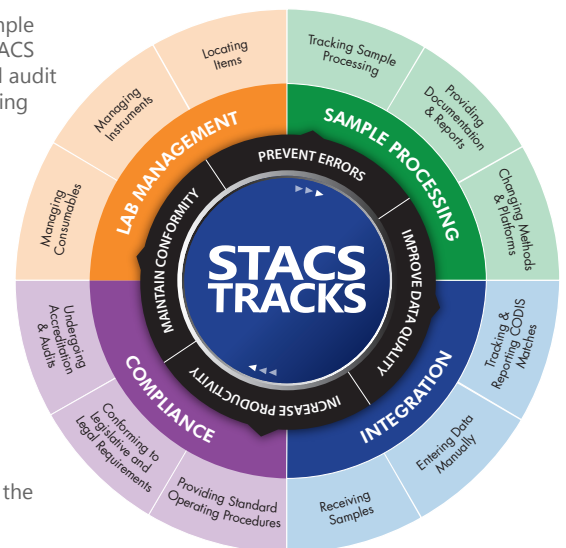 mple
ACS
l audit
ing
the
STACS
TRACKS
PREVENT ERRORS
IMPROVE DATA QUALITY
INCREASE PRODUCTIVITY
MAINTAIN CONFORMITY
LAB MANAGEMENT
Locating
Items
Managing
Instruments
Managing
Consumables
SAMPLE PROCESSING
Tracking Sample
Processing
Providing
Documentation
& Reports
Changing Methods
& Platforms
INTEGRATION
Tracking &
Reporting CODIS
Matches
Entering Data
Manually
Receiving
Samples
COMPLIANCE
Providing Standard
Operating Procedures
Conforming to
Legislative and
Legal Requirements
Undergoing
Accreditation
& Audits